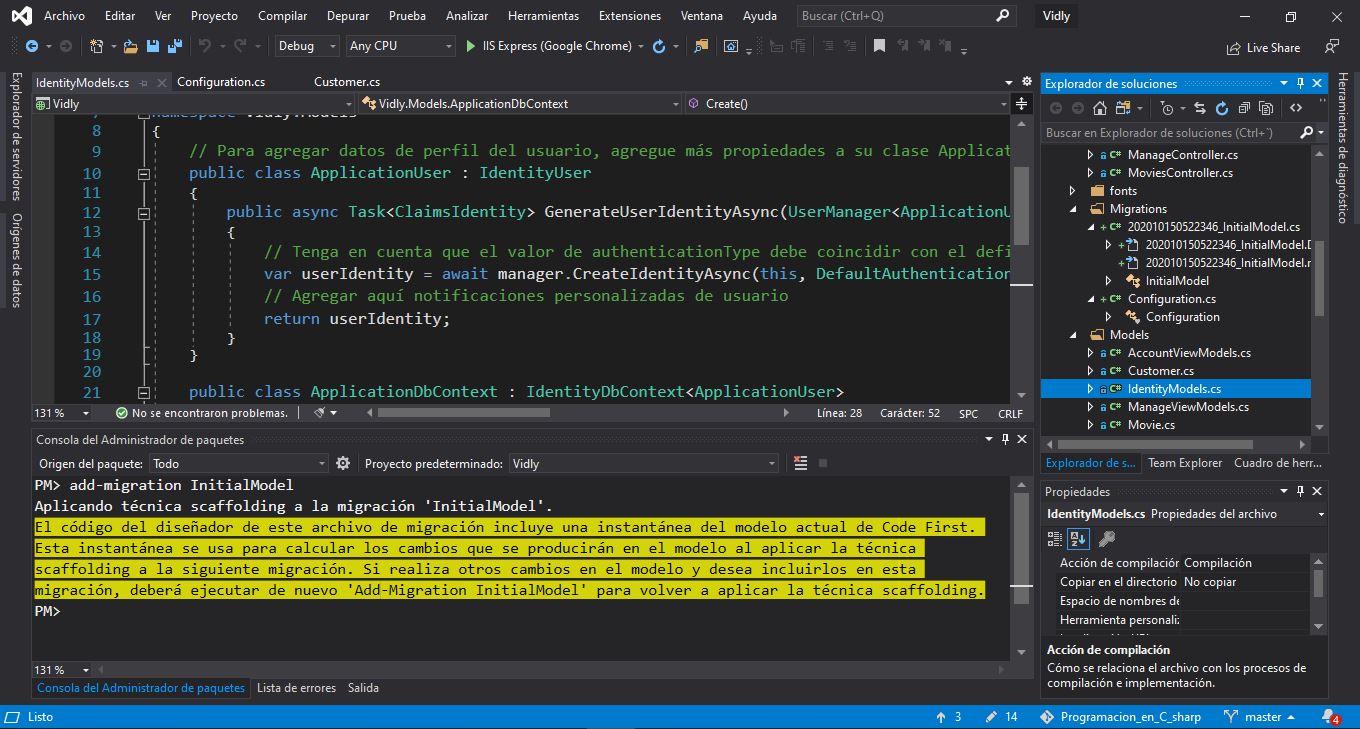 Archivo Editar Ver Proyecto Compilar Depurar Prueba Analizar Herramientas Extensiones Ventana Ayuda Buscar (Ctrl+Q) Vidly
Debug Any CPU IIS Express (Google Chrome) Live Share
Explorador de servidores
Orígenes de datos
IdentityModels.cs Configuration.cs Customer.cs
Vidly Vidly.Models.ApplicationDbContext Create()
7 namespace Vidly.Models
8 {
9 // Para agregar datos de perfil del usuario, agregue más propiedades a su clase Applicat
10 public class ApplicationUser : IdentityUser
11 {
12 public async Task<ClaimsIdentity> GenerateUserIdentityAsync(UserManager<ApplicationU
13 {
14 // Tenga en cuenta que el valor de authenticationType debe coincidir con el defi
15 var userIdentity = await manager.CreateIdentityAsync(this, DefaultAuthentication
16 // Agregar aquí notificaciones personalizadas de usuario
17 return userIdentity;
18 }
19 }
20
21 public class ApplicationDbContext : IdentityDbContext<ApplicationUser>
131 % No se encontraron problemas. Línea: 28 Carácter: 52 SPC CRLF
Consola del Administrador de paquetes
Origen del paquete: Todo Proyecto predeterminado: Vidly
PM> add-migration InitialModel
Aplicando técnica scaffolding a la migración 'InitialModel'.
El código del diseñador de este archivo de migración incluye una instantánea del modelo actual de Code First.
Esta instantánea se usa para calcular los cambios que se producirán en el modelo al aplicar la técnica
scaffolding a la siguiente migración. Si realiza otros cambios en el modelo y desea incluirlos en esta
migración, deberá ejecutar de nuevo 'Add-Migration InitialModel' para volver a aplicar la técnica scaffolding.
PM>
131 %
Consola del Administrador de paquetes Lista de errores Salida
Explorador de soluciones
Buscar en Explorador de soluciones (Ctrl+¨)
ManageController.cs
MoviesController.cs
fonts
Migrations
202010150522346_InitialModel.cs
202010150522346_InitialModel.D
202010150522346_InitialModel.r
InitialModel
Configuration.cs
Configuration
Models
AccountViewModels.cs
Customer.cs
IdentityModels.cs
ManageViewModels.cs
Movie.cs
Explorador de s... Team Explorer Cuadro de herr...
Propiedades
IdentityModels.cs Propiedades del archivo
Acción de compilación Compilación
Copiar en el directorio No copiar
Espacio de nombres de
Herramienta personali
Acción de compilación
Cómo se relaciona el archivo con los procesos de
compilación e implementación.
Herramientas de diagnóstico
Listo 3 14 Programacion_en_C_sharp master 4